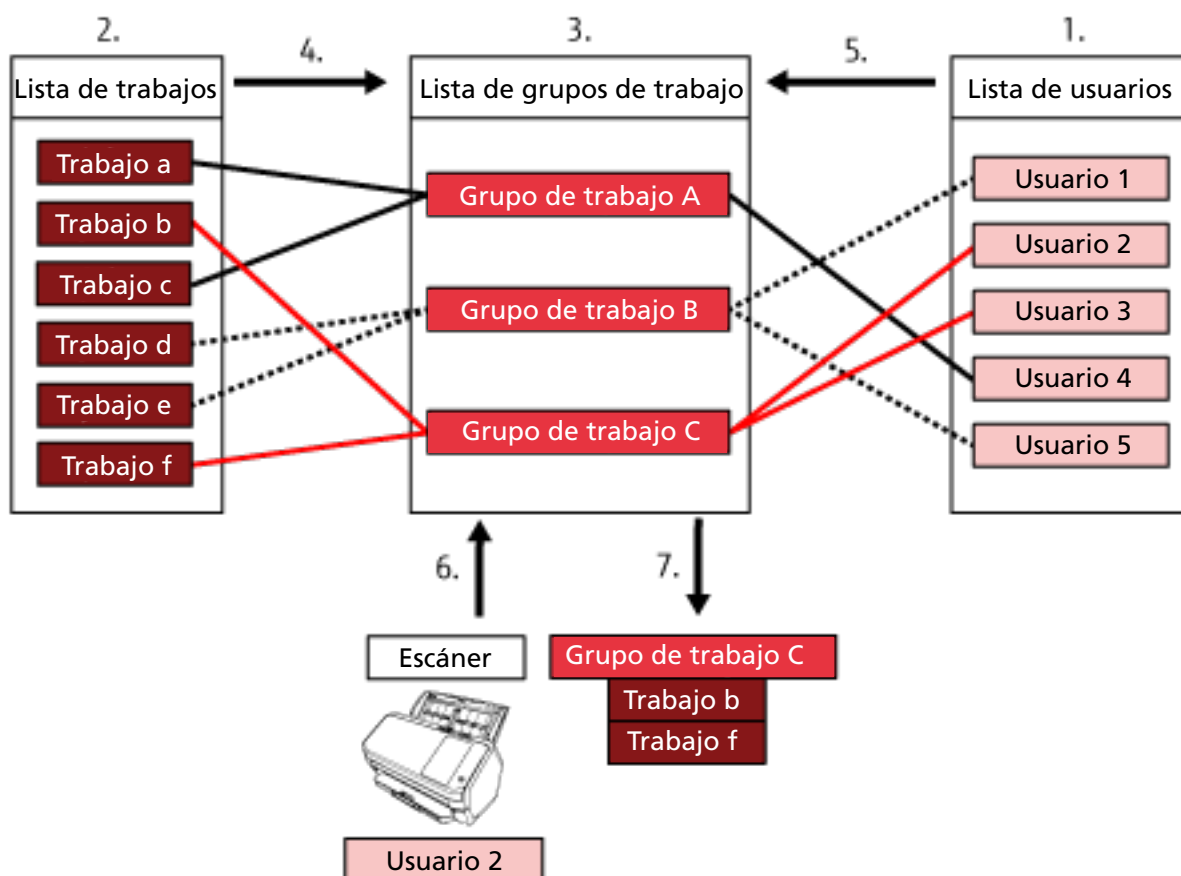 2.
3.
1.
4.
5.
Lista de trabajos
Lista de grupos de trabajo
Lista de usuarios
Trabajo a
Trabajo b
Trabajo c
Trabajo d
Trabajo e
Trabajo f
Grupo de trabajo A
Grupo de trabajo B
Grupo de trabajo C
Usuario 1
Usuario 2
Usuario 3
Usuario 4
Usuario 5
6.
7.
Escáner
Usuario 2
Grupo de trabajo C
Trabajo b
Trabajo f